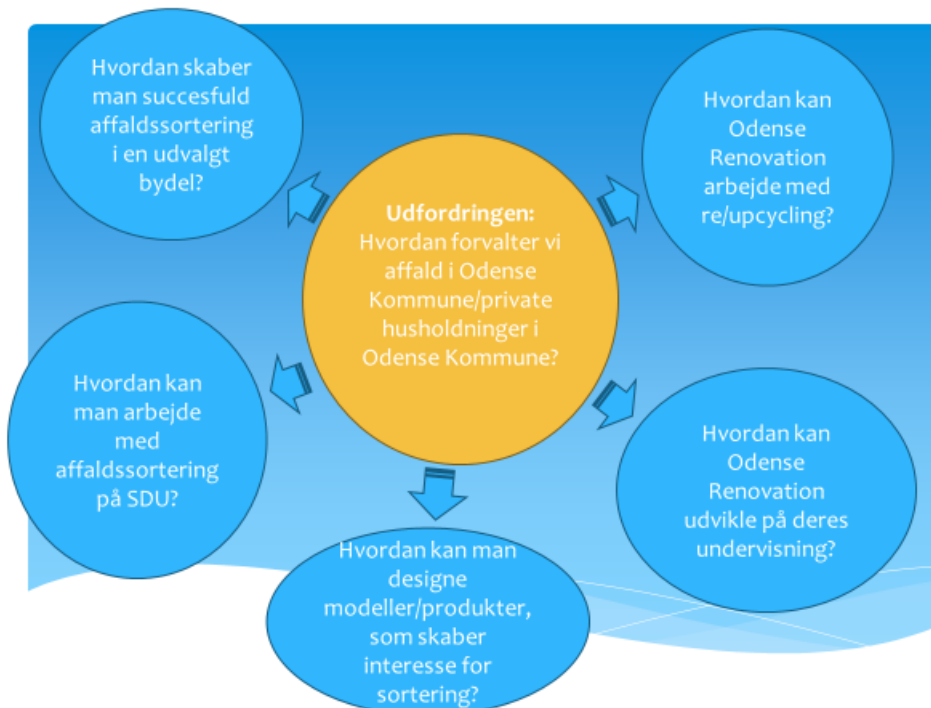 Udfordringen:
Hvordan forvalter vi
affald i Odense
Kommune/private
husholdninger i
Odense Kommune?
Hvordan skaber
man succesfuld
affaldssortering
i en udvalgt
bydel?
Hvordan kan
Odense
Renovation
arbejde med
re/upcycling?
Hvordan kan
man arbejde
med
affaldssortering
på SDU?
Hvordan kan
Odense
Renovation
udvikle på deres
undervisning?
Hvordan kan man
designe
modeller/produkter,
som skaber
interesse for
sortering?